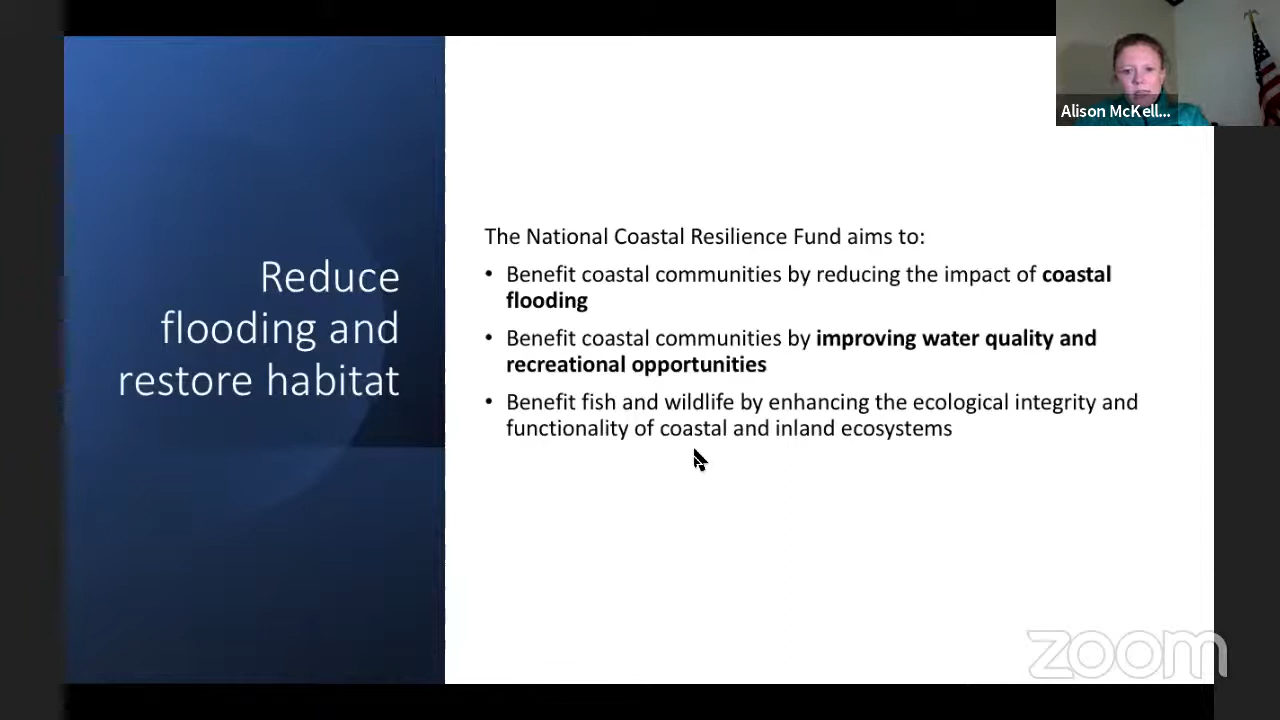 Alison McKell...
Reduce
flooding and
restore habitat
The National Coastal Resilience Fund aims to:
• Benefit coastal communities by reducing the impact of coastal
flooding
• Benefit coastal communities by improving water quality and
recreational opportunities
• Benefit fish and wildlife by enhancing the ecological integrity and
functionality of coastal and inland ecosystems
zoom